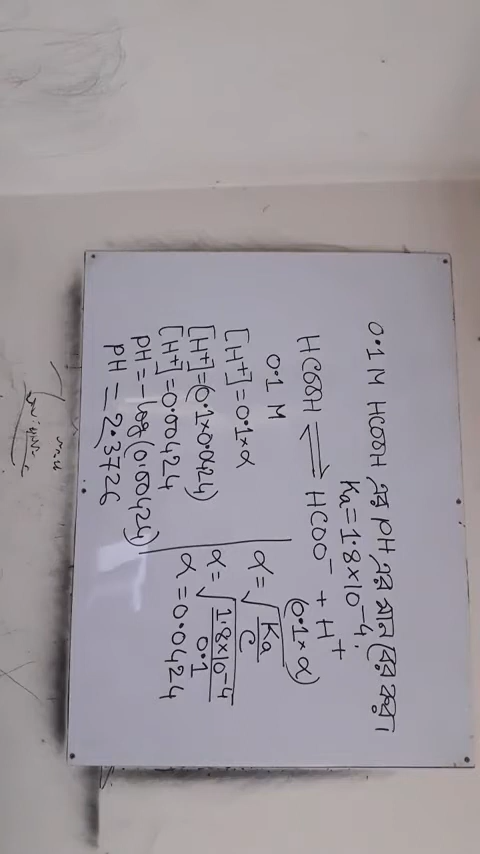 0.1 M HCOOH এর pH এর মান বের করো
Ka = 1.8×10⁻⁴.
HCOOH ⇌ HCOO⁻ + H⁺
0.1 M (0.1×α)
[H⁺] = 0.1×α
[H⁺] = (0.1×0.0424)
[H⁺] = 0.00424
pH = -log(0.00424)
pH = 2.3726
α = √(Ka/C)
α = √(1.8×10⁻⁴/0.1)
α = 0.0424